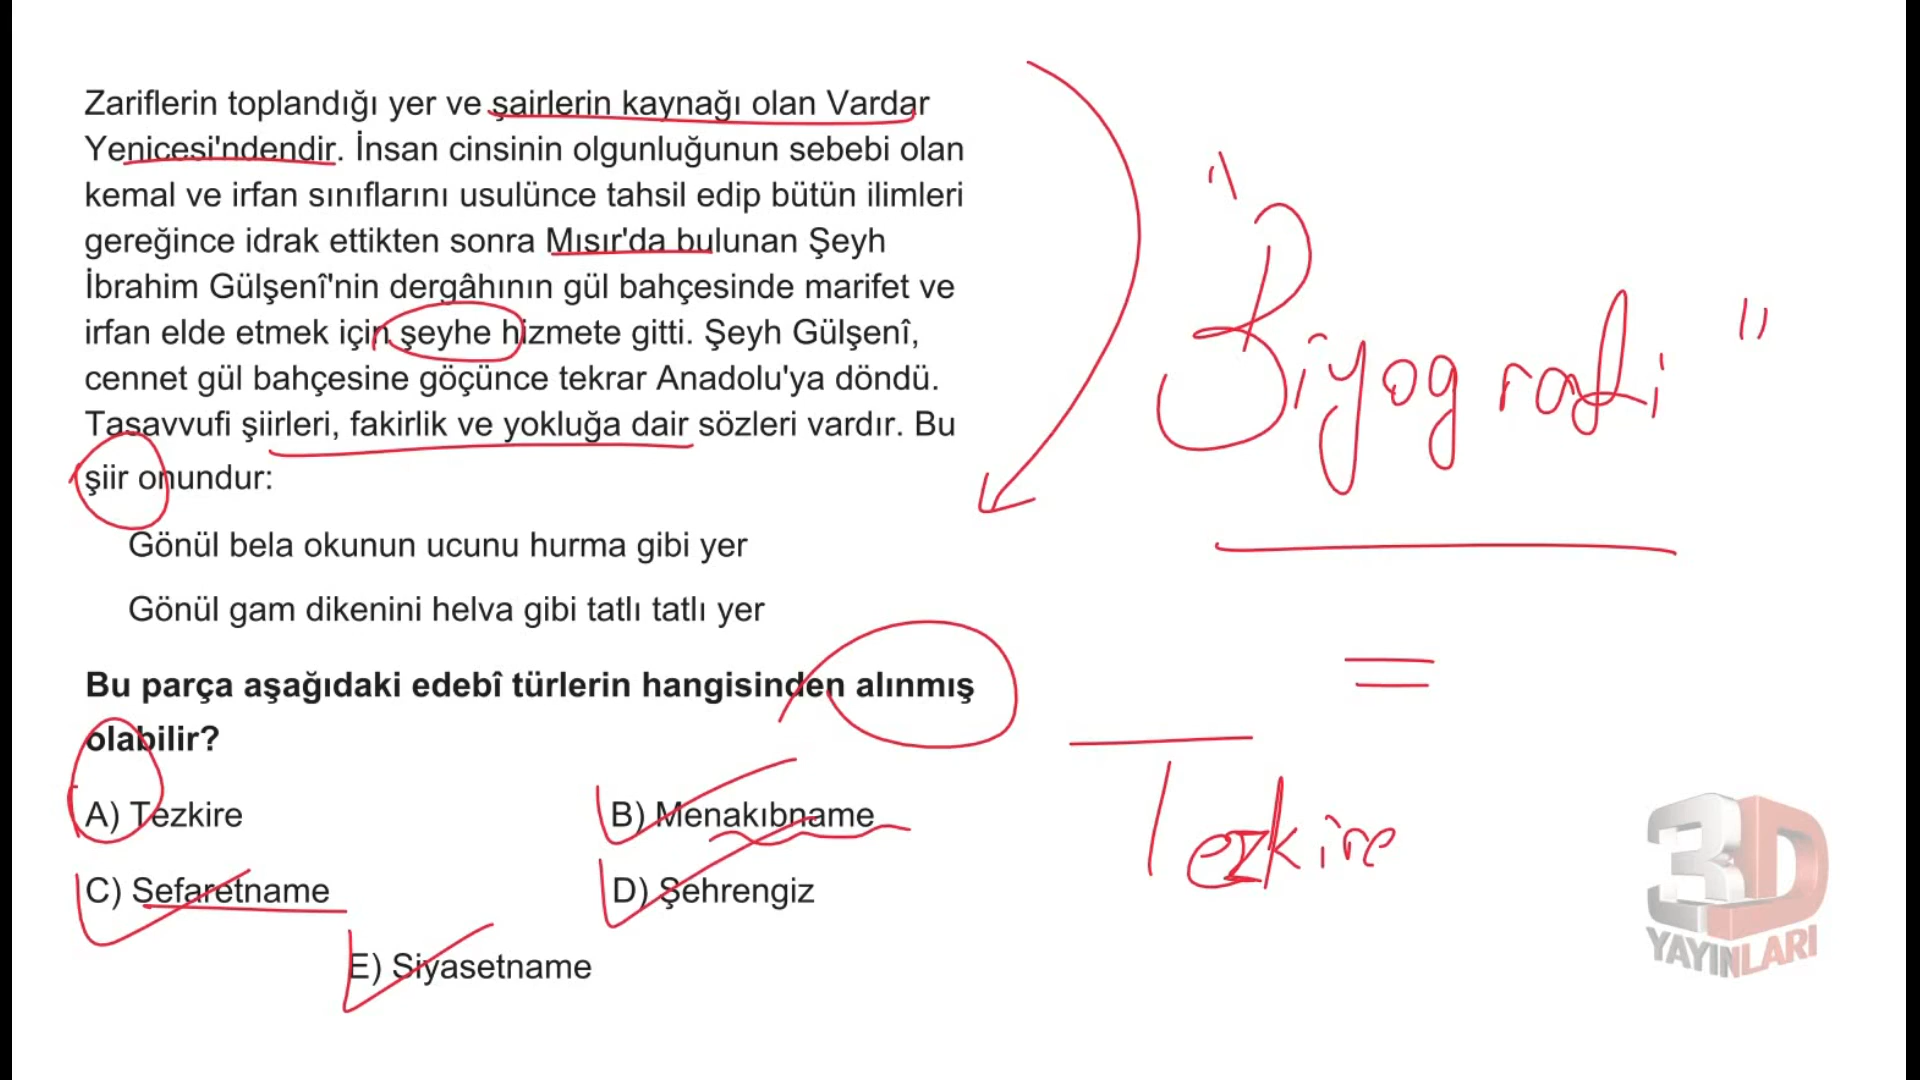 Zariflerin toplandığı yer ve şairlerin kaynağı olan Vardar
Yenicesi'ndendir. İnsan cinsinin olgunluğunun sebebi olan
kemal ve irfan sınıflarını usulünce tahsil edip bütün ilimleri
gereğince idrak ettikten sonra Mısır'da bulunan Şeyh
İbrahim Gülşenî'nin dergâhının gül bahçesinde marifet ve
irfan elde etmek için şeyhe hizmete gitti. Şeyh Gülşenî,
cennet gül bahçesine göçünce tekrar Anadolu'ya döndü.
Tasavvufi şiirleri, fakirlik ve yokluğa dair sözleri vardır. Bu
şiir onundur:
Gönül bela okunun ucunu hurma gibi yer
Gönül gam dikenini helva gibi tatlı tatlı yer
Bu parça aşağıdaki edebî türlerin hangisinden alınmış
olabilir?
A) Tezkire
B) Menakıbname
C) Sefaretname
D) Şehrengiz
E) Siyasetname
"Biyografi"
=
Tezkire
3D
YAYINLARI